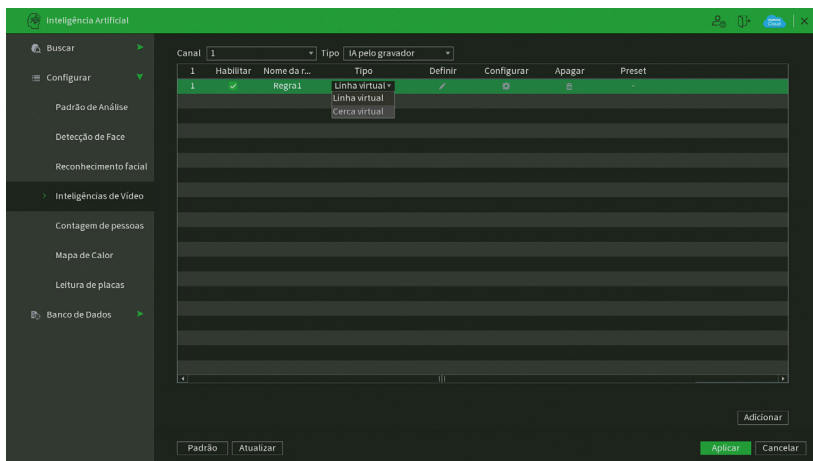 Inteligência Artificial
Buscar
Configurar
Padrão de Análise
Detecção de Face
Reconhecimento facial
Inteligências de Vídeo
Contagem de pessoas
Mapa de Calor
Leitura de placas
Banco de Dados
Canal 1 Tipo IA pelo gravador
1 Habilitar Nome da r... Tipo Definir Configurar Apagar Preset
1 Regra1 Linha virtual -
Linha virtual
Cerca virtual
Adicionar
Padrão Atualizar Aplicar Cancelar